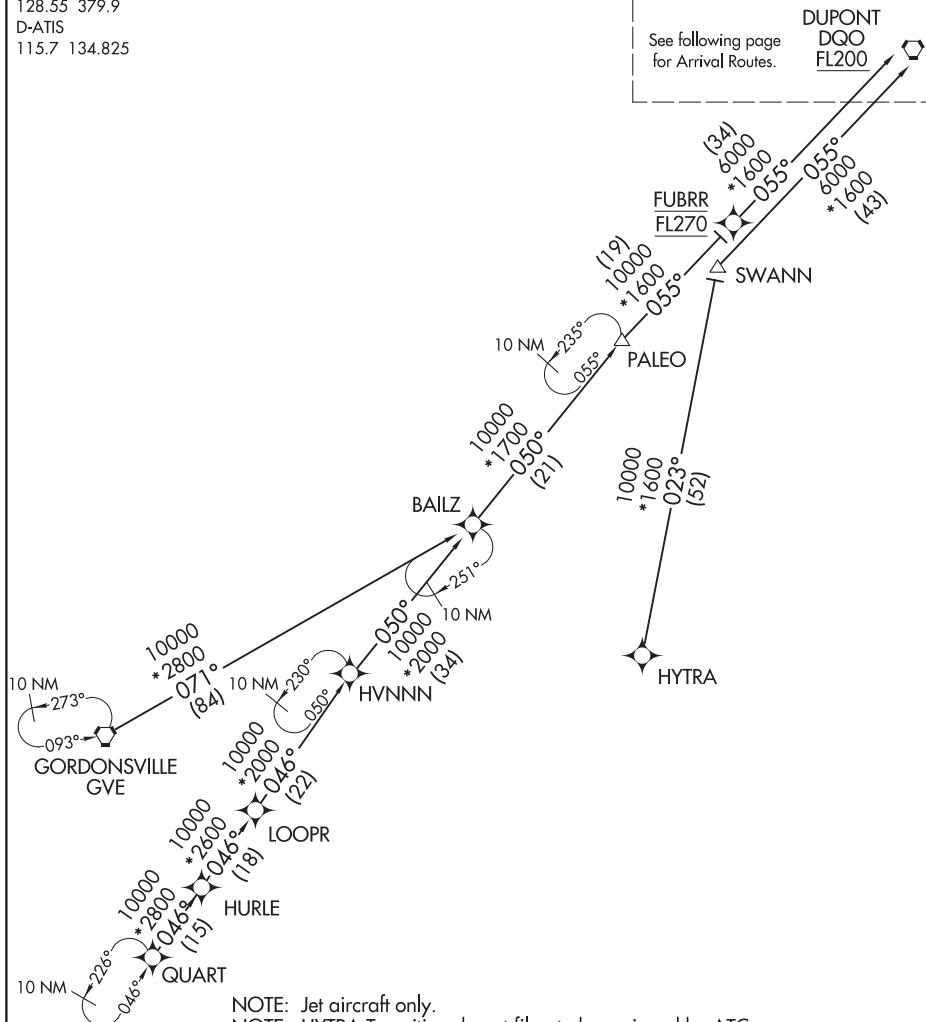 128.55 379.9
D-ATIS
115.7 134.825
See following page
for Arrival Routes.
DUPONT
DQO
FL200
(34)
6000
*1600
055°
055°
6000
*1600
(43)
FUBRR
FL270
(19)
10000
*1600
055°
SWANN
10 NM
235°
055°
PALEO
10000
*1700
050°
(21)
10000
*1600
023°
(52)
BAILZ
251°
10 NM
050°
10000
*2000
(34)
10000
*2800
071°
(84)
10 NM
230°
050°
HVNNN
HYTRA
10 NM
273°
093°
GORDONSVILLE
GVE
10000
*2000
046°
(22)
LOOPR
10000
*2600
046°
(18)
HURLE
10000
*2800
046°
(15)
QUART
10 NM
226°
046°
NOTE: Jet aircraft only.